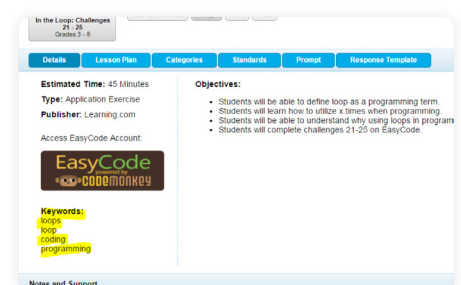 In the Loop: Challenges
21 - 25
Grades 3 - 8
Details Lesson Plan Categories Standards Prompt Response Template
Estimated Time: 45 Minutes
Type: Application Exercise
Publisher: Learning.com
Access EasyCode Account:
EasyCode
powered by
CODEMONKEY
Keywords:
loops
loop
coding
programming
Objectives:
Students will be able to define loop as a programming term.
Students will learn how to utilize x.times when programming.
Students will be able to understand why using loops in program
Students will complete challenges 21-25 on EasyCode.
Notes and Support